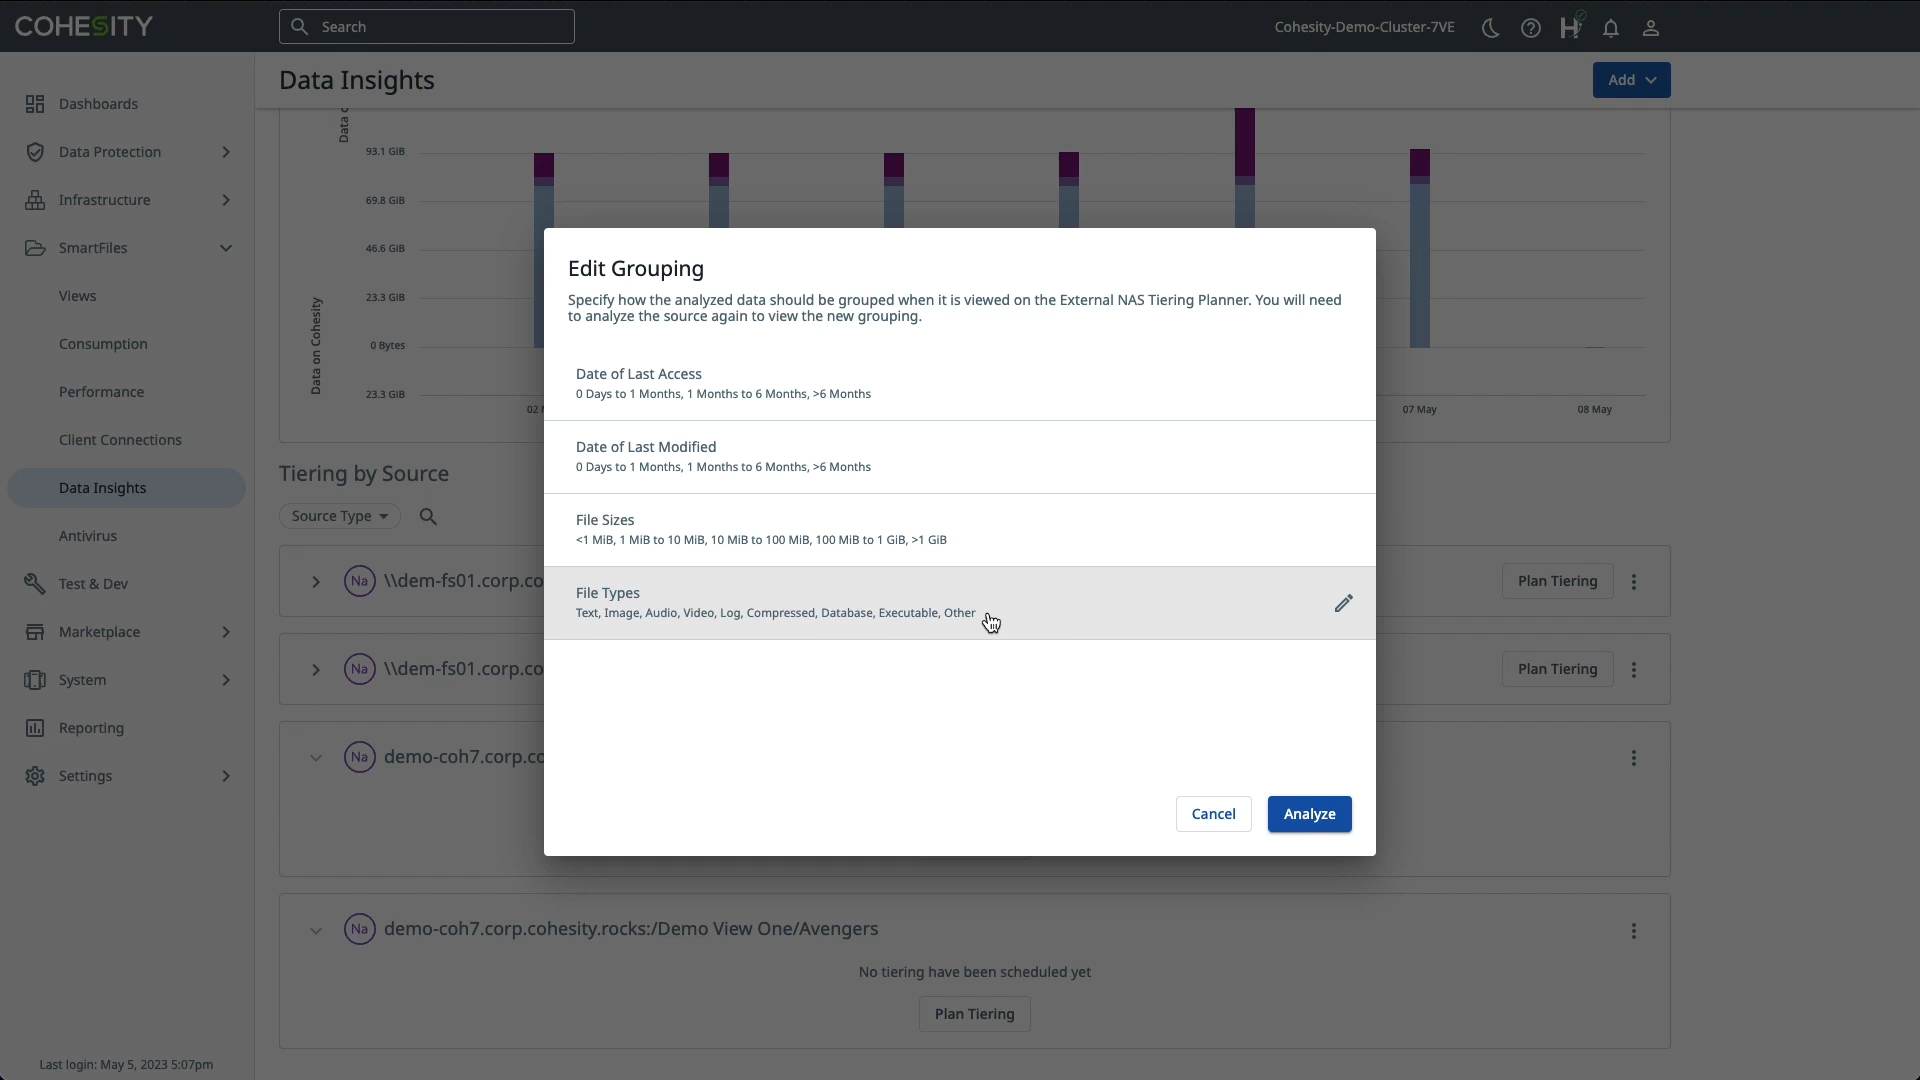 COHESITY
Search
Cohesity-Demo-Cluster-7VE
Data Insights
Add
Dashboards
Data Protection
Infrastructure
SmartFiles
Views
Consumption
Performance
Client Connections
Data Insights
Antivirus
Test & Dev
Marketplace
System
Reporting
Settings
Last login: May 5, 2023 5:07pm
93.1 GiB
69.8 GiB
46.6 GiB
23.3 GiB
0 Bytes
23.3 GiB
Data on Cohesity
07 May
08 May
Tiering by Source
Source Type
Na \\dem-fs01.corp.co
Plan Tiering
Na \\dem-fs01.corp.co
Plan Tiering
Na demo-coh7.corp.co
Na demo-coh7.corp.cohesity.rocks:/Demo View One/Avengers
No tiering have been scheduled yet
Plan Tiering
Edit Grouping
Specify how the analyzed data should be grouped when it is viewed on the External NAS Tiering Planner. You will need
to analyze the source again to view the new grouping.
Date of Last Access
0 Days to 1 Months, 1 Months to 6 Months, >6 Months
Date of Last Modified
0 Days to 1 Months, 1 Months to 6 Months, >6 Months
File Sizes
<1 MiB, 1 MiB to 10 MiB, 10 MiB to 100 MiB, 100 MiB to 1 GiB, >1 GiB
File Types
Text, Image, Audio, Video, Log, Compressed, Database, Executable, Other
Cancel
Analyze